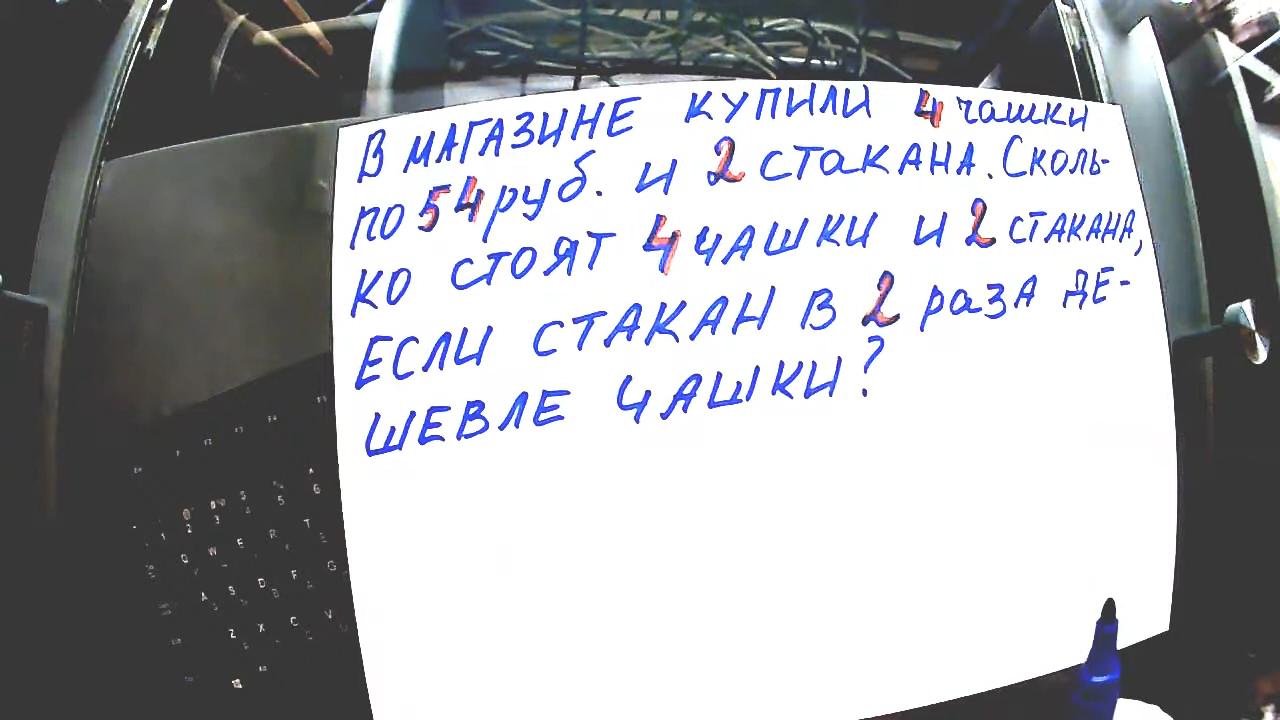 В МАГАЗИНЕ КУПИЛИ 4 чашки
по 54 руб. и 2 СТАКАНА. Сколь-
ко стоят 4 чашки и 2 стакана,
если стакан в 2 раза де-
шевле чашки?